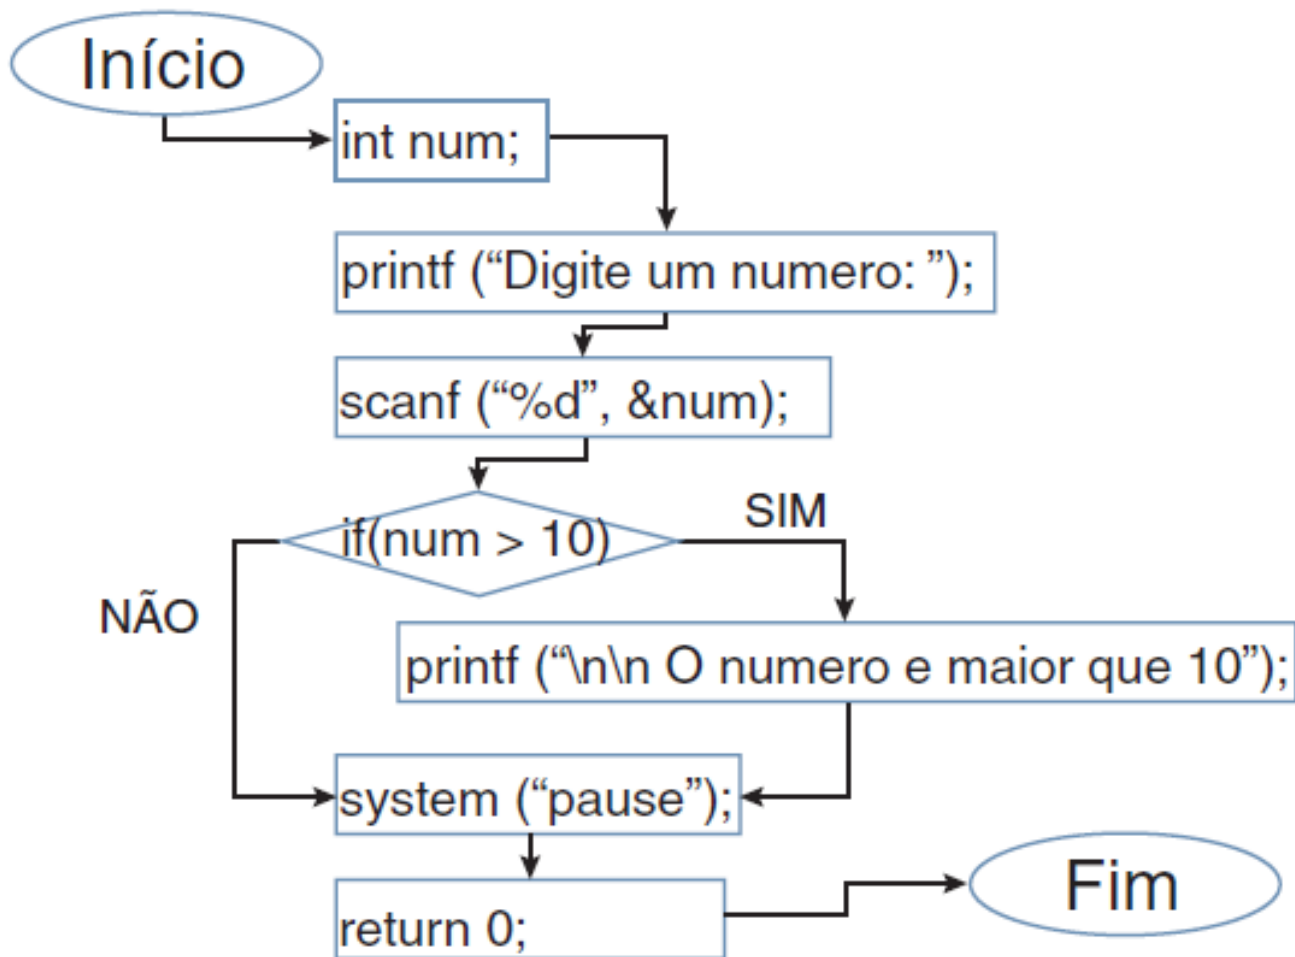 Início
int num;
printf (“Digite um numero: ”);
scanf (“%d”, &num);
if(num > 10)
SIM
NÃO
printf (“\n\n O numero e maior que 10”);
system (“pause”);
return 0;
Fim